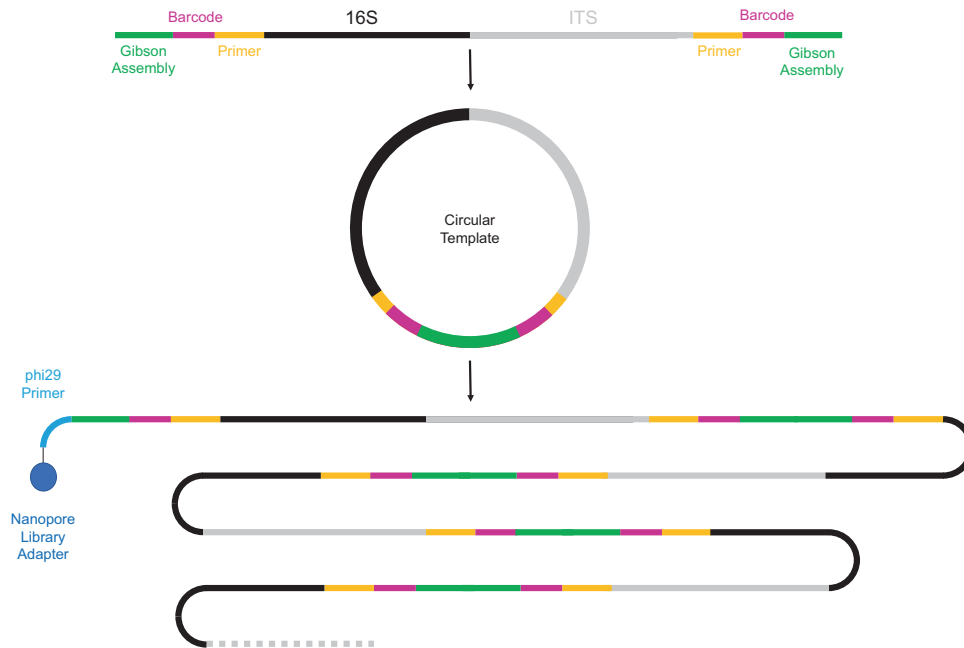 Barcode
16S
ITS
Barcode
Gibson
Assembly
Primer
Primer
Gibson
Assembly
Circular
Template
phi29
Primer
Nanopore
Library
Adapter